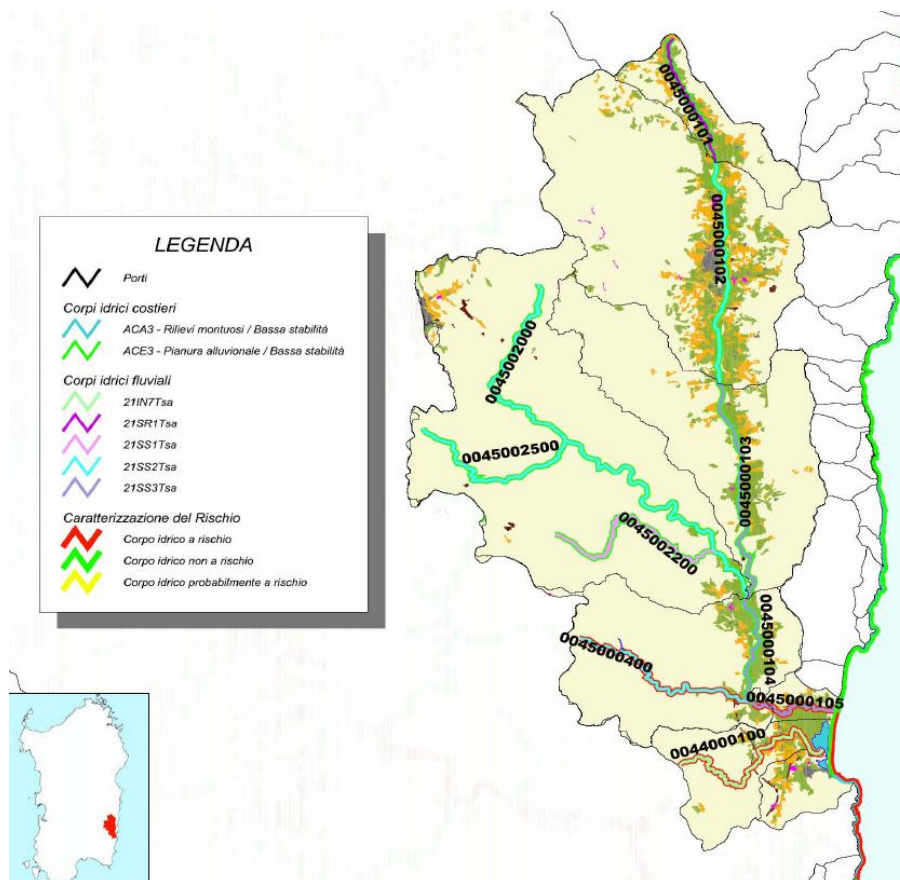 LEGENDA
Porti
Corpi idrici costieri
ACA3 - Rilievi montuosi / Bassa stabilità
ACE3 - Pianura alluvionale / Bassa stabilità
Corpi idrici fluviali
21IN7Tsa
21SR1Tsa
21SS1Tsa
21SS2Tsa
21SS3Tsa
Caratterizzazione del Rischio
Corpo idrico a rischio
Corpo idrico non a rischio
Corpo idrico probabilmente a rischio
0045000101
0045000102
0045002000
0045002500
0045000103
0045002200
0045000104
0045000400
0045000105
0044000100